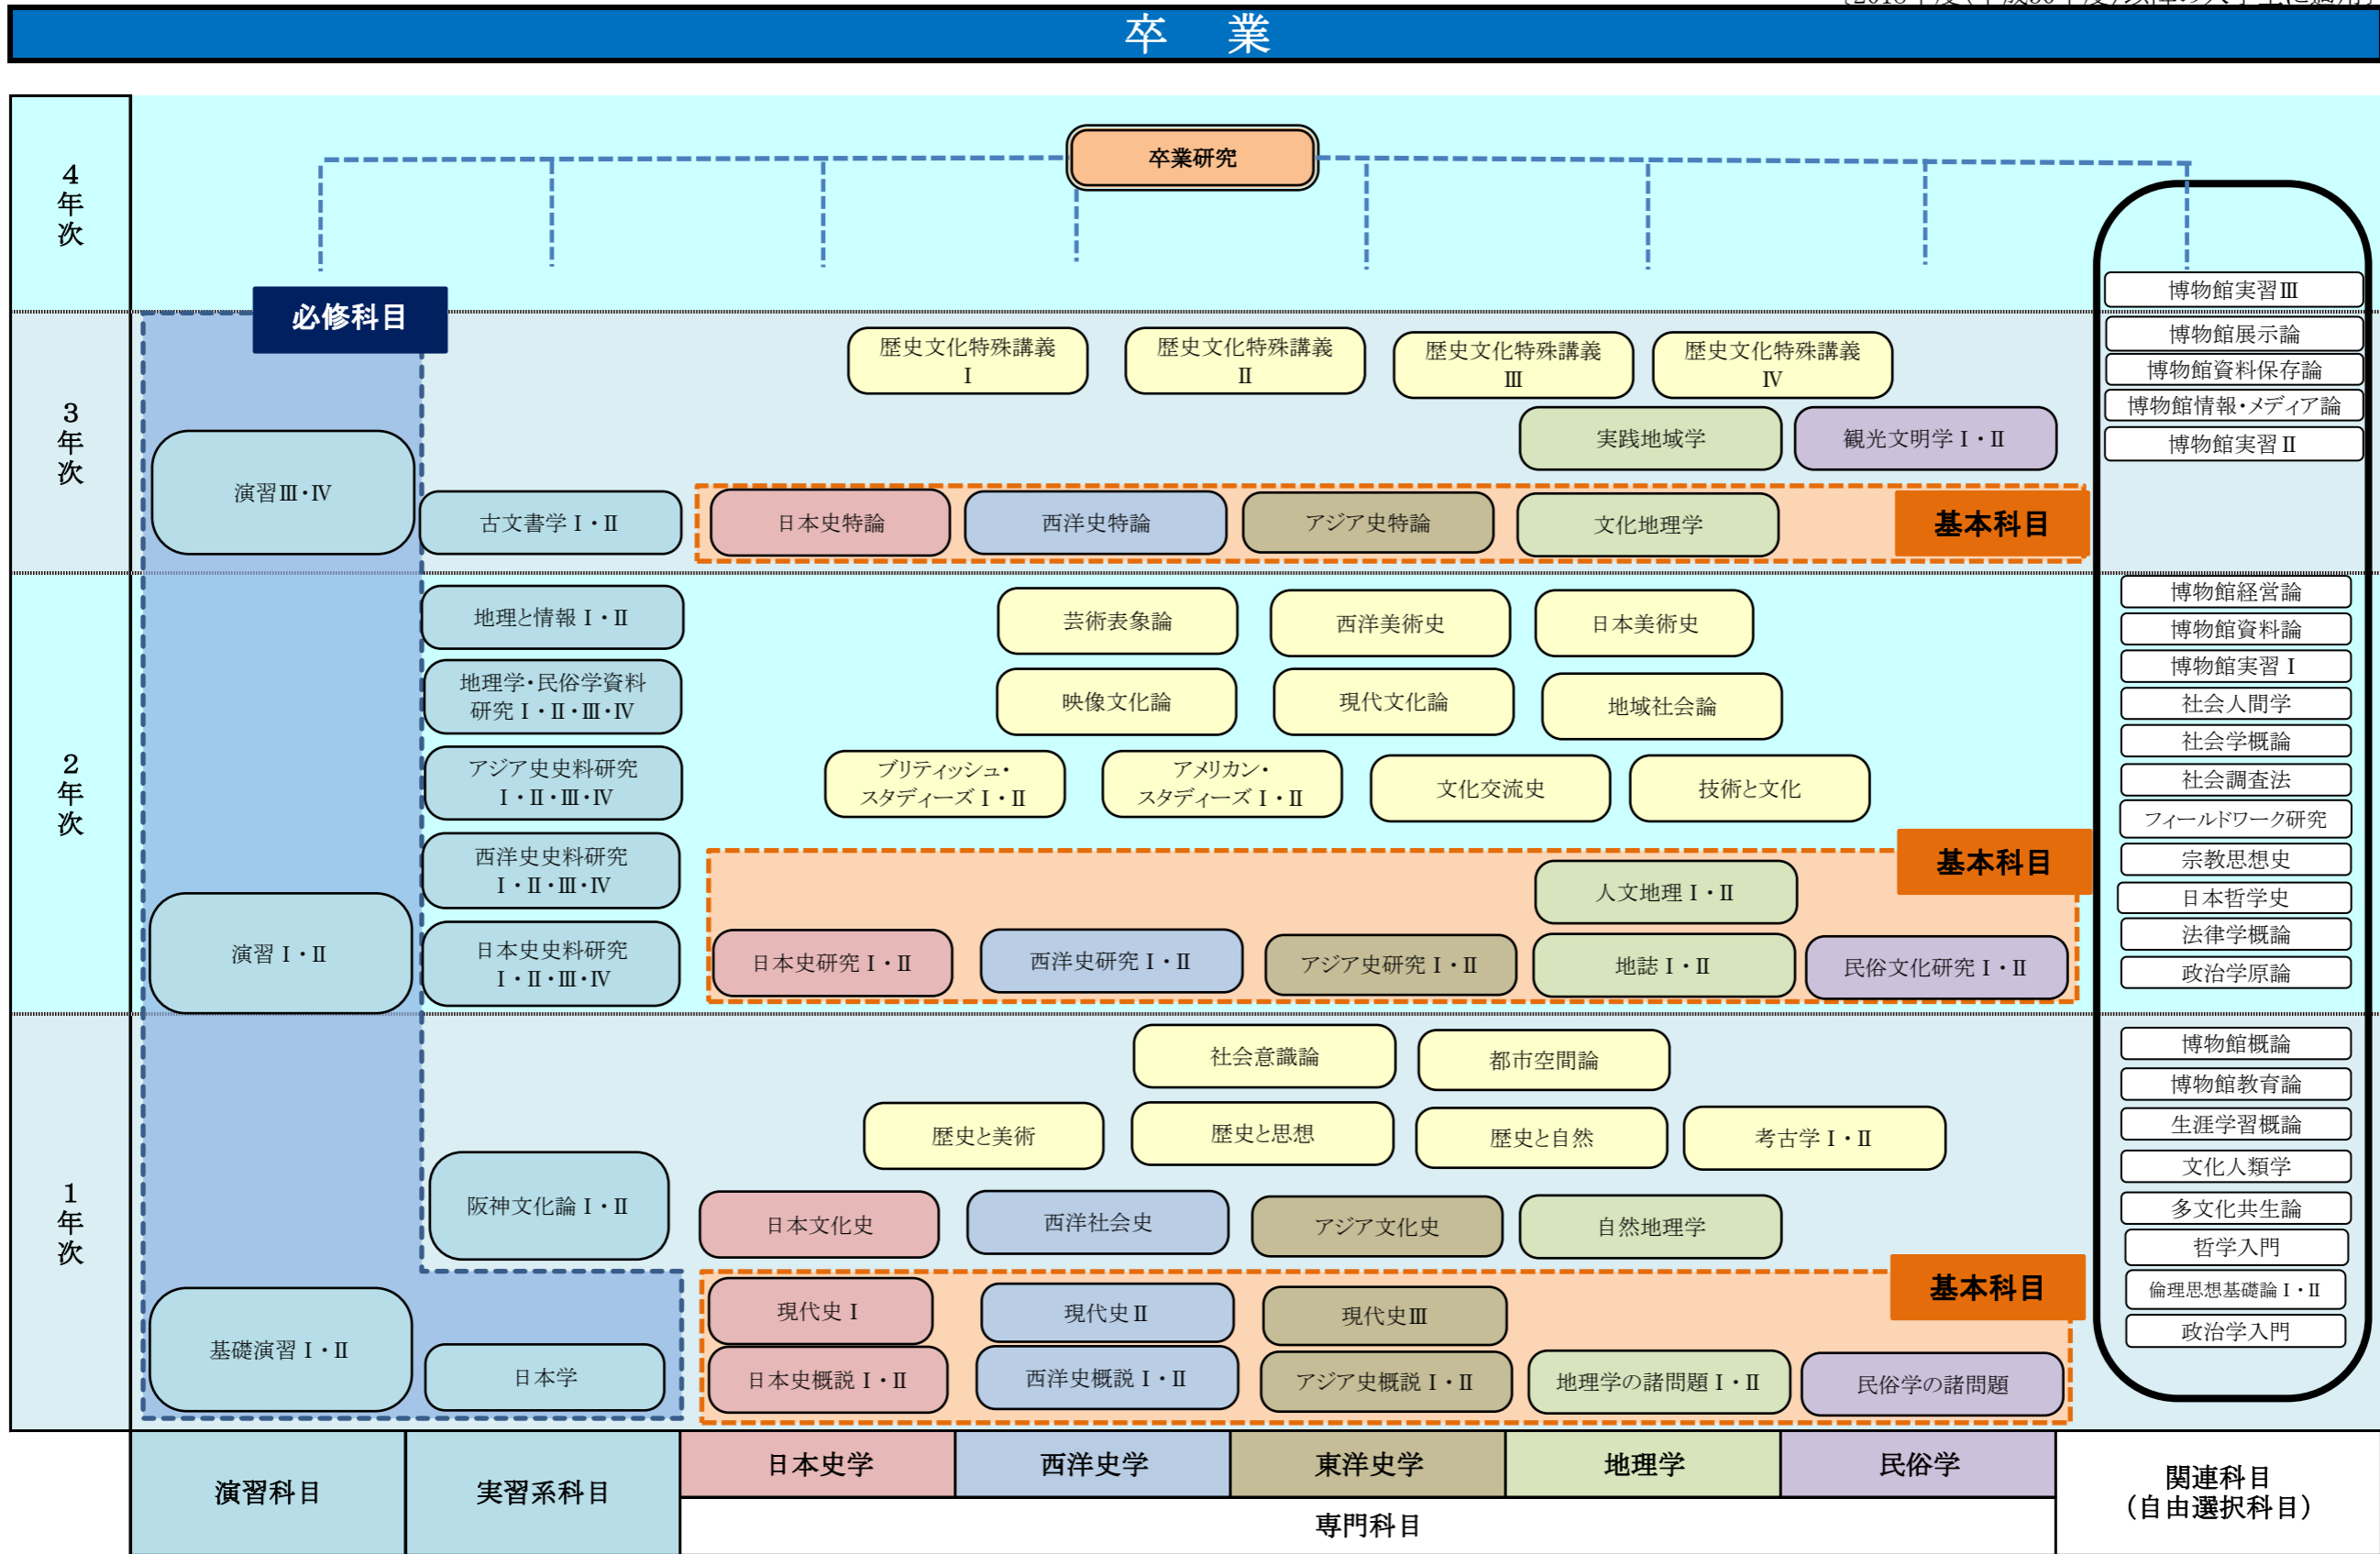 卒 業
4年次
卒業研究
博物館実習Ⅲ
必修科目
3年次
歴史文化特殊講義
Ⅰ
歴史文化特殊講義
Ⅱ
歴史文化特殊講義
Ⅲ
歴史文化特殊講義
Ⅳ
博物館展示論
博物館資料保存論
博物館情報・メディア論
博物館実習Ⅱ
実践地域学
観光文明学Ⅰ・Ⅱ
演習Ⅲ・Ⅳ
古文書学Ⅰ・Ⅱ
日本史特論
西洋史特論
アジア史特論
文化地理学
基本科目
2年次
地理と情報Ⅰ・Ⅱ
地理学・民俗学資料
研究Ⅰ・Ⅱ・Ⅲ・Ⅳ
アジア史史料研究
Ⅰ・Ⅱ・Ⅲ・Ⅳ
西洋史史料研究
Ⅰ・Ⅱ・Ⅲ・Ⅳ
日本史史料研究
Ⅰ・Ⅱ・Ⅲ・Ⅳ
演習Ⅰ・Ⅱ
芸術表象論
西洋美術史
日本美術史
映像文化論
現代文化論
地域社会論
ブリティッシュ・
スタディーズⅠ・Ⅱ
アメリカン・
スタディーズⅠ・Ⅱ
文化交流史
技術と文化
基本科目
人文地理Ⅰ・Ⅱ
日本史研究Ⅰ・Ⅱ
西洋史研究Ⅰ・Ⅱ
アジア史研究Ⅰ・Ⅱ
地誌Ⅰ・Ⅱ
民俗文化研究Ⅰ・Ⅱ
博物館経営論
博物館資料論
博物館実習Ⅰ
社会人間学
社会学概論
社会調査法
フィールドワーク研究
宗教思想史
日本哲学史
法律学概論
政治学原論
1年次
社会意識論
都市空間論
歴史と美術
歴史と思想
歴史と自然
考古学Ⅰ・Ⅱ
阪神文化論Ⅰ・Ⅱ
日本文化史
西洋社会史
アジア文化史
自然地理学
基本科目
現代史Ⅰ
現代史Ⅱ
現代史Ⅲ
基礎演習Ⅰ・Ⅱ
日本学
日本史概説Ⅰ・Ⅱ
西洋史概説Ⅰ・Ⅱ
アジア史概説Ⅰ・Ⅱ
地理学の諸問題Ⅰ・Ⅱ
民俗学の諸問題
博物館概論
博物館教育論
生涯学習概論
文化人類学
多文化共生論
哲学入門
倫理思想基礎論Ⅰ・Ⅱ
政治学入門
演習科目
実習系科目
日本史学
西洋史学
東洋史学
地理学
民俗学
専門科目
関連科目
（自由選択科目）